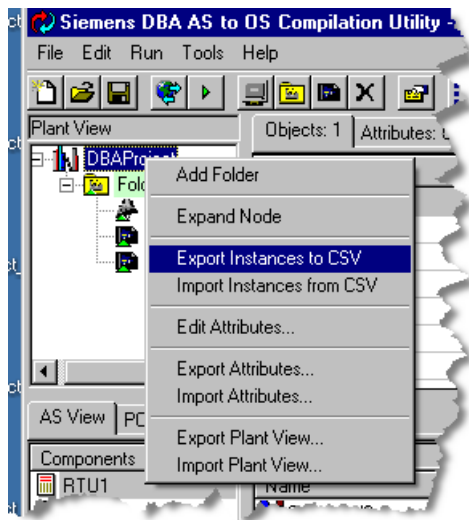 Siemens DBA AS to OS Compilation Utility -
File Edit Run Tools Help
Plant View
Objects: 1 Attributes:
DBAProject
Add Folder
Expand Node
Export Instances to CSV
Import Instances from CSV
Edit Attributes...
Export Attributes...
Import Attributes...
Export Plant View...
Import Plant View...
AS View
Components
RTU1
Name